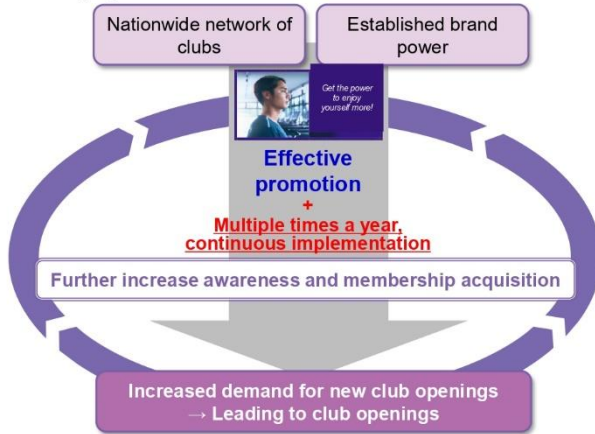 Nationwide network of
clubs
Established brand
power
Get the power
to enjoy
yourself more!
Effective
promotion
+
Multiple times a year,
continuous implementation
Further increase awareness and membership acquisition
Increased demand for new club openings
→ Leading to club openings